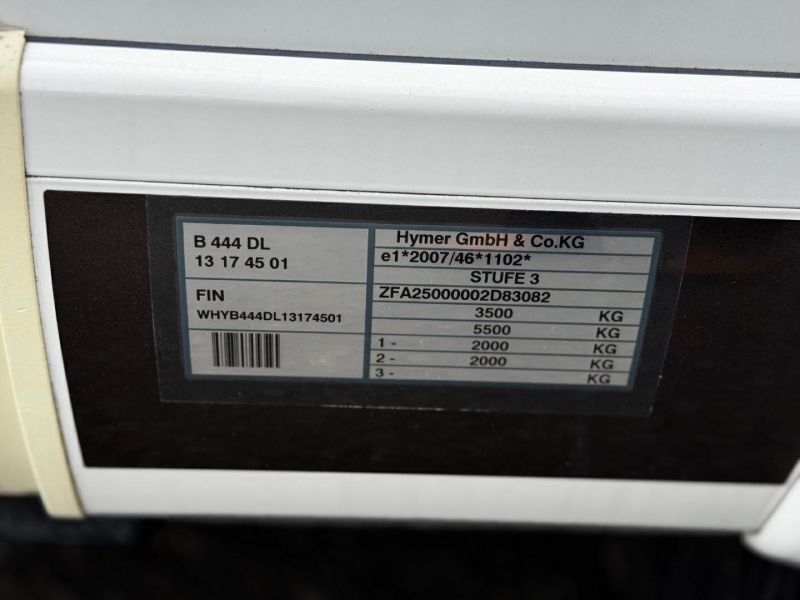 B 444 DL
13 17 45 01
FIN
WHYB444DL13174501
Hymer GmbH & Co.KG
e1*2007/46*1102*
STUFE 3
ZFA25000002D83082
3500 KG
5500 KG
1 - 2000 KG
2 - 2000 KG
3 - KG